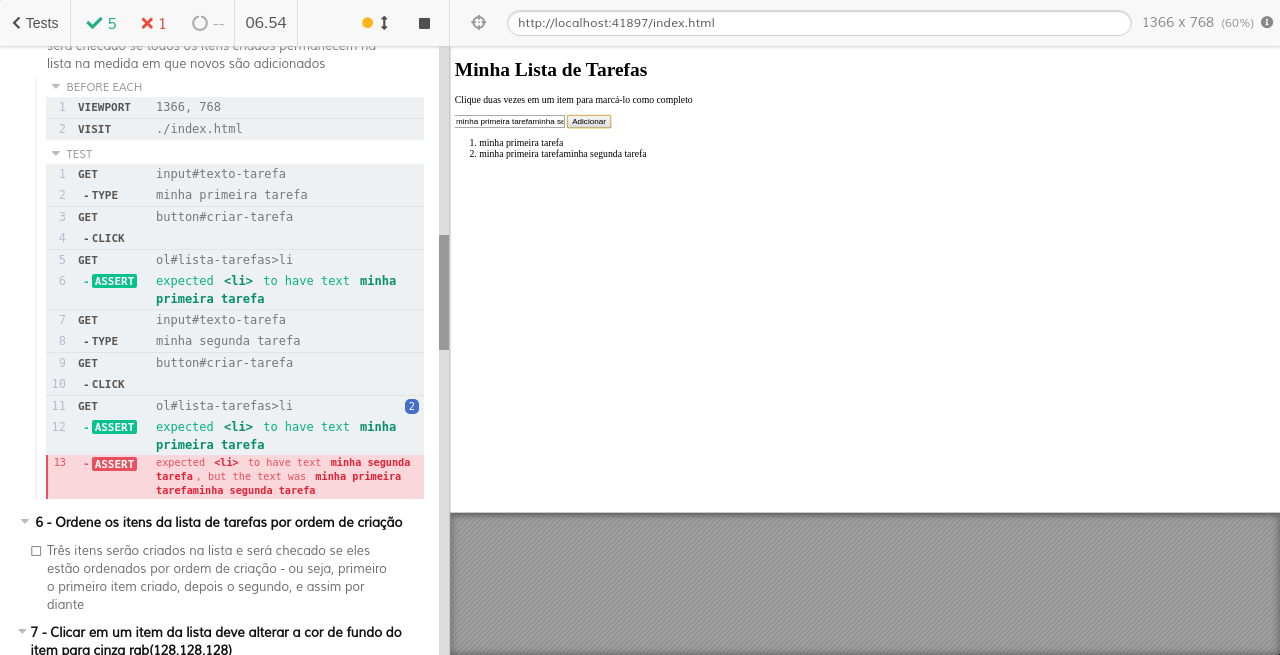 Tests
5
1
--
06.54
http://localhost:41897/index.html
1366 x 768 (60%)
será checado se todos os itens criados permanecem na
lista na medida em que novos são adicionados
BEFORE EACH
1 VIEWPORT 1366, 768
2 VISIT ./index.html
TEST
1 GET input#texto-tarefa
2 -TYPE minha primeira tarefa
3 GET button#criar-tarefa
4 -CLICK
5 GET ol#lista-tarefas>li
6 -ASSERT expected <li> to have text minha
primeira tarefa
7 GET input#texto-tarefa
8 -TYPE minha segunda tarefa
9 GET button#criar-tarefa
10 -CLICK
11 GET ol#lista-tarefas>li 2
12 -ASSERT expected <li> to have text minha
primeira tarefa
13 -ASSERT expected <li> to have text minha segunda
tarefa, but the text was minha primeira
tarefaminha segunda tarefa
6 - Ordene os itens da lista de tarefas por ordem de criação
Três itens serão criados na lista e será checado se eles
estão ordenados por ordem de criação - ou seja, primeiro
o primeiro item criado, depois o segundo, e assim por
diante
7 - Clicar em um item da lista deve alterar a cor de fundo do
item para cinza rgb(128,128,128)
Minha Lista de Tarefas
Clique duas vezes em um item para marcá-lo como completo
minha primeira tarefaminha se Adicionar
1. minha primeira tarefa
2. minha primeira tarefaminha segunda tarefa